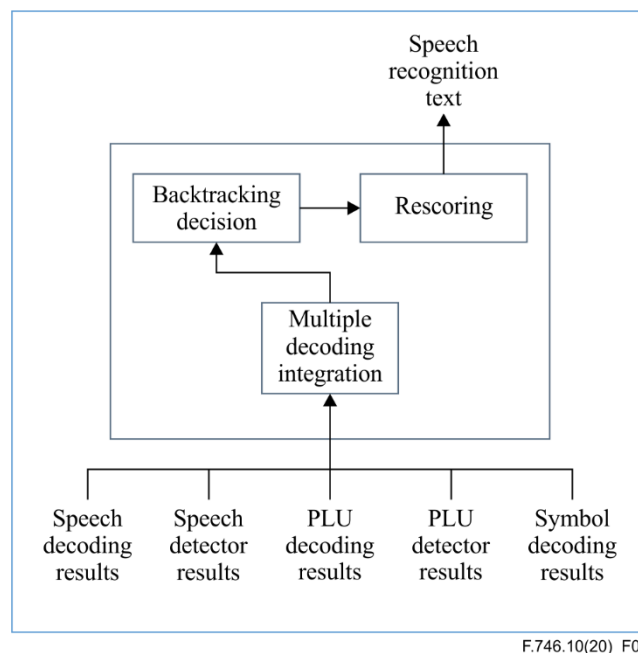 Speech
recognition
text
Backtracking
decision
Rescoring
Multiple
decoding
integration
Speech
decoding
results
Speech
detector
results
PLU
decoding
results
PLU
detector
results
Symbol
decoding
results
F.746.10(20)_F0